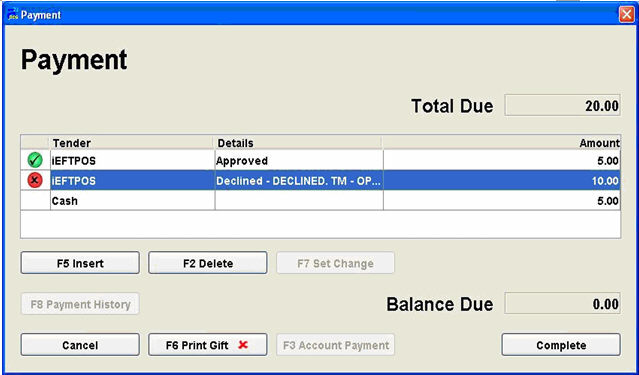 Payment
Payment
Total Due 20.00
Tender Details Amount
iEFTPOS Approved 5.00
iEFTPOS Declined - DECLINED. TM - OP... 10.00
Cash 5.00
F5 Insert F2 Delete F7 Set Change
F8 Payment History Balance Due 0.00
Cancel F6 Print Gift F3 Account Payment Complete